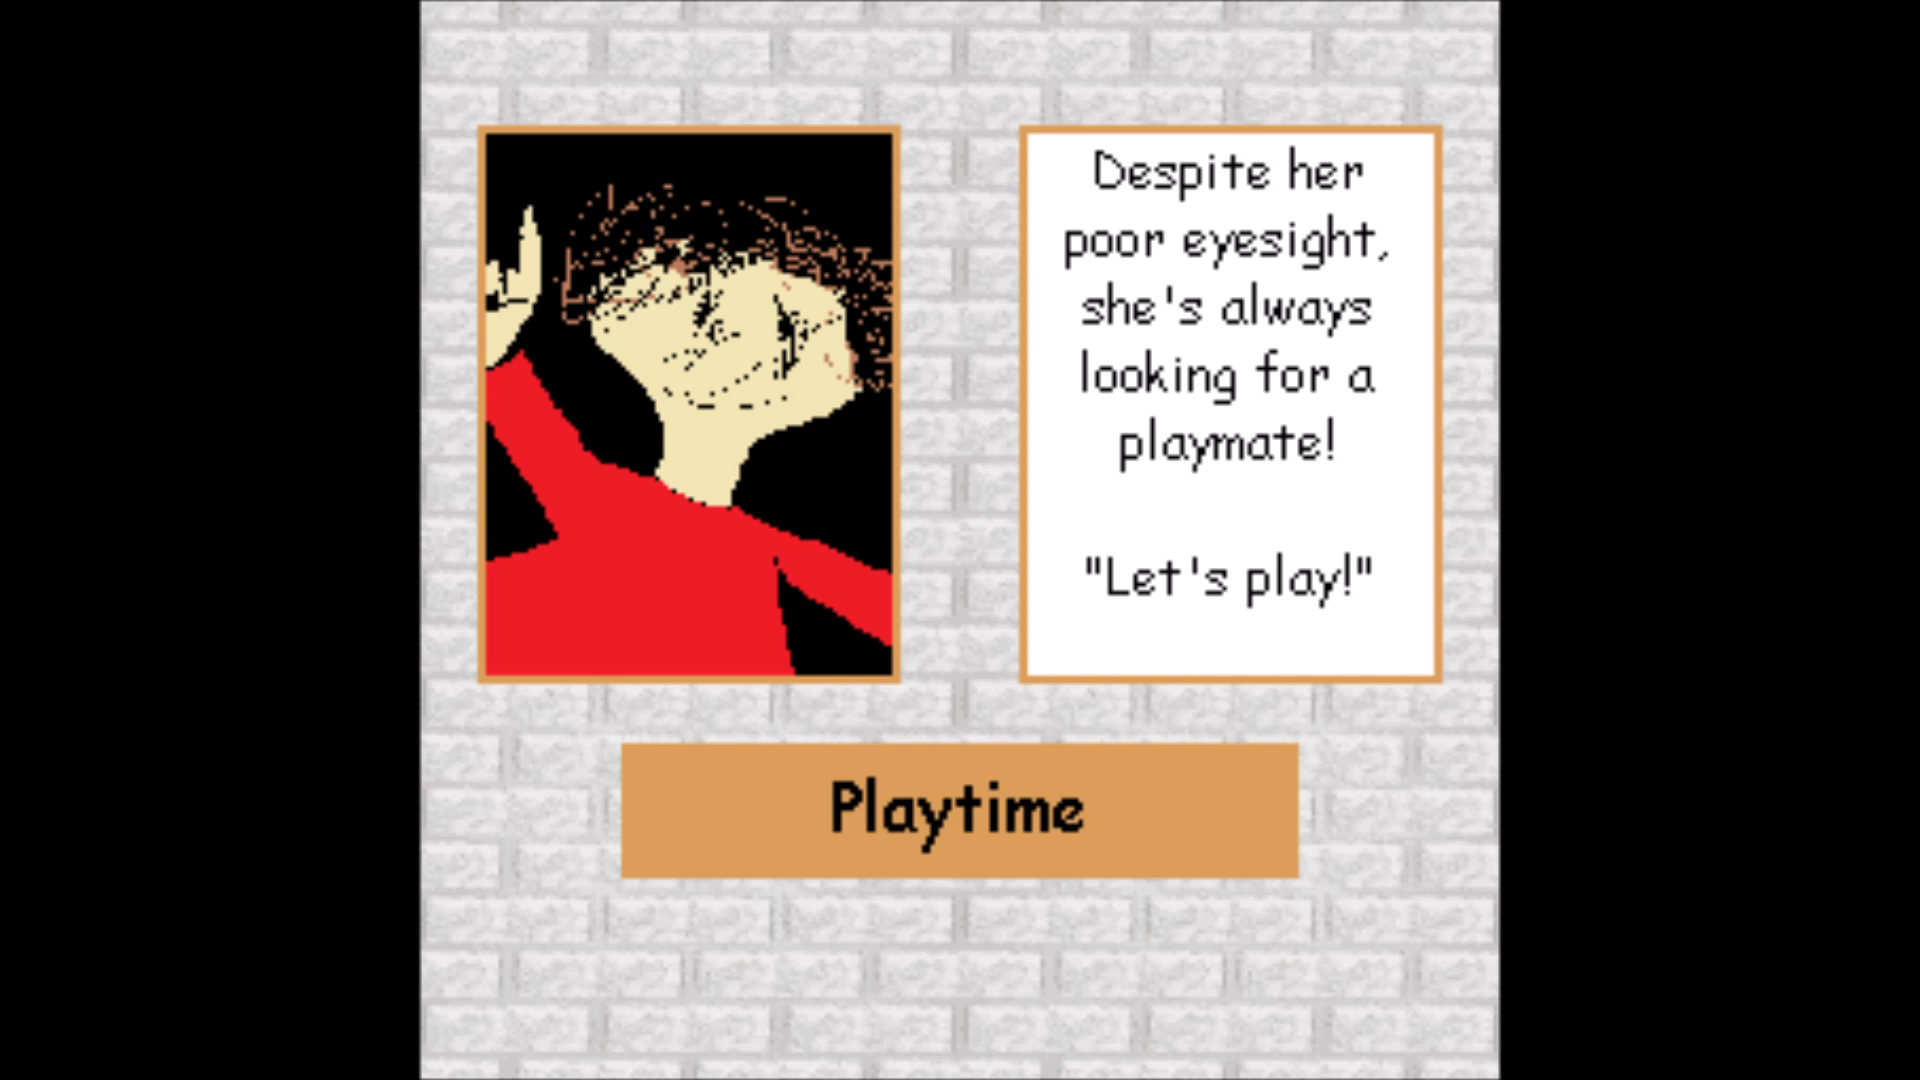 Despite her
poor eyesight,
she's always
looking for a
playmate!
"Let's play!"
Playtime